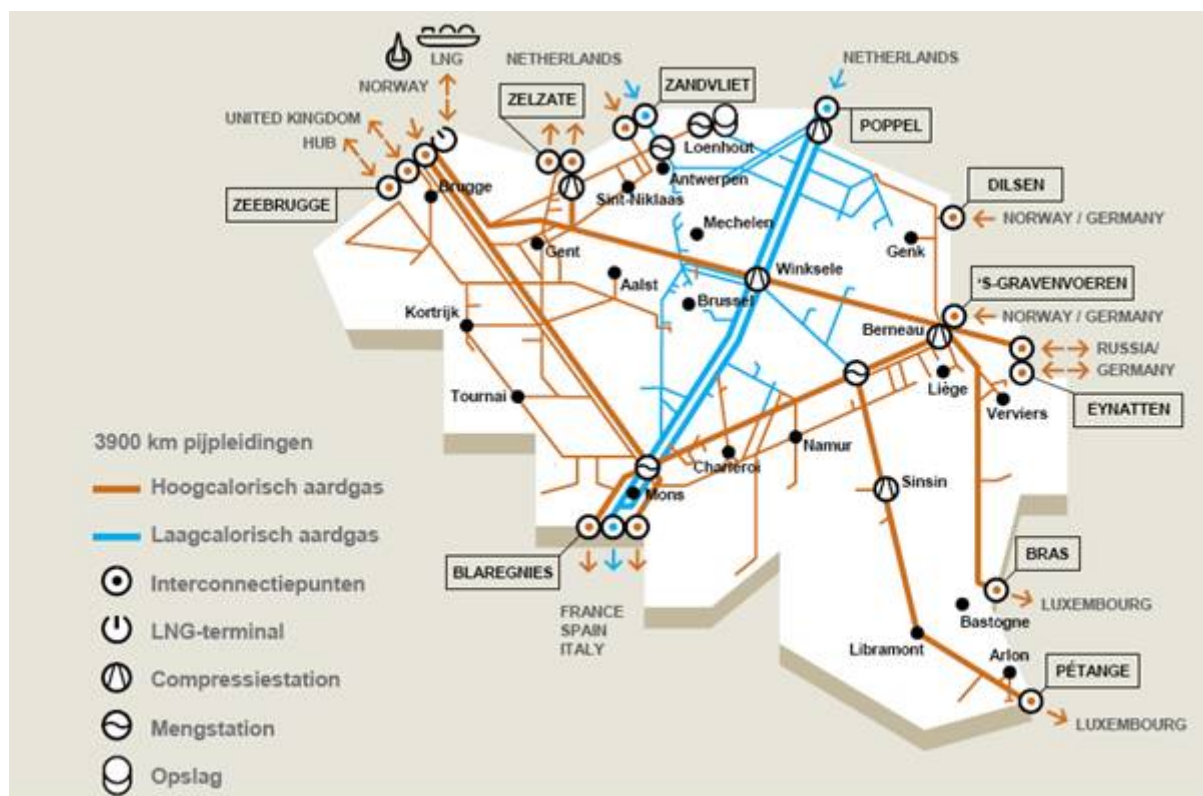 LNG
NORWAY
NETHERLANDS
NETHERLANDS
ZANDVLIET
ZELZATE
POPPEL
UNITED KINGDOM
HUB
Loenhout
Antwerpen
DILSEN
ZEEBRUGGE
Brugge
Sint-Niklaas
NORWAY / GERMANY
Mechelen
Gent
Genk
Winksele
Aalst
'S-GRAVENVOEREN
Brussel
Kortrijk
Berneau
NORWAY / GERMANY
RUSSIA/
GERMANY
Liège
Tournai
Verviers
EYNATTEN
3900 km pijpleidingen
Namur
Charleroi
Hoogcalorisch aardgas
Mons
Sinsin
Laagcalorisch aardgas
BLAREGNIES
BRAS
Interconnectiepunten
FRANCE
SPAIN
ITALY
LUXEMBOURG
Bastogne
LNG-terminal
Libramont
Arlon
PÉTANGE
Compressiestation
LUXEMBOURG
Mengstation
Opslag